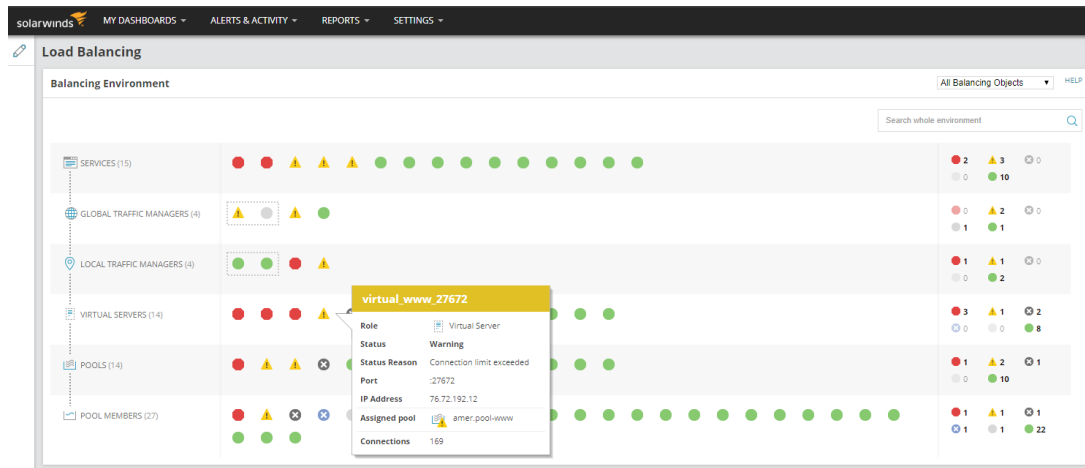 solarwinds MY DASHBOARDS ALERTS & ACTIVITY REPORTS SETTINGS
Load Balancing
Balancing Environment All Balancing Objects HELP
Search whole environment
SERVICES (15) 2 3 0
0 10
GLOBAL TRAFFIC MANAGERS (4) 0 2 0
1 1
LOCAL TRAFFIC MANAGERS (4) 1 1 0
0 2
VIRTUAL SERVERS (14) 3 1 2
0 0 8
POOLS (14) 1 2 1
0 10
POOL MEMBERS (27) 1 1 1
1 1 22
virtual_www_27672
Role Virtual Server
Status Warning
Status Reason Connection limit exceeded
Port :27672
IP Address 76.72.192.12
Assigned pool amer.pool-www
Connections 169